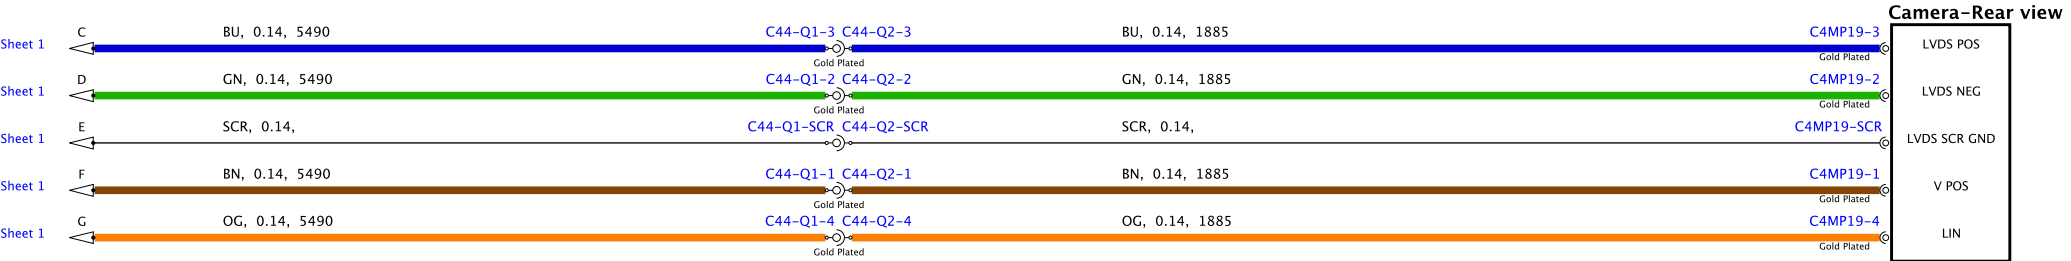 Camera-Rear view
C BU, 0.14, 5490 C44-Q1-3 C44-Q2-3 BU, 0.14, 1885 C4MP19-3
Sheet 1 LVDS POS
Gold Plated Gold Plated
D GN, 0.14, 5490 C44-Q1-2 C44-Q2-2 GN, 0.14, 1885 C4MP19-2
Sheet 1 LVDS NEG
Gold Plated Gold Plated
E SCR, 0.14, C44-Q1-SCR C44-Q2-SCR SCR, 0.14, C4MP19-SCR
Sheet 1 LVDS SCR GND
F BN, 0.14, 5490 C44-Q1-1 C44-Q2-1 BN, 0.14, 1885 C4MP19-1
Sheet 1 V POS
Gold Plated Gold Plated
G OG, 0.14, 5490 C44-Q1-4 C44-Q2-4 OG, 0.14, 1885 C4MP19-4
Sheet 1 LIN
Gold Plated Gold Plated